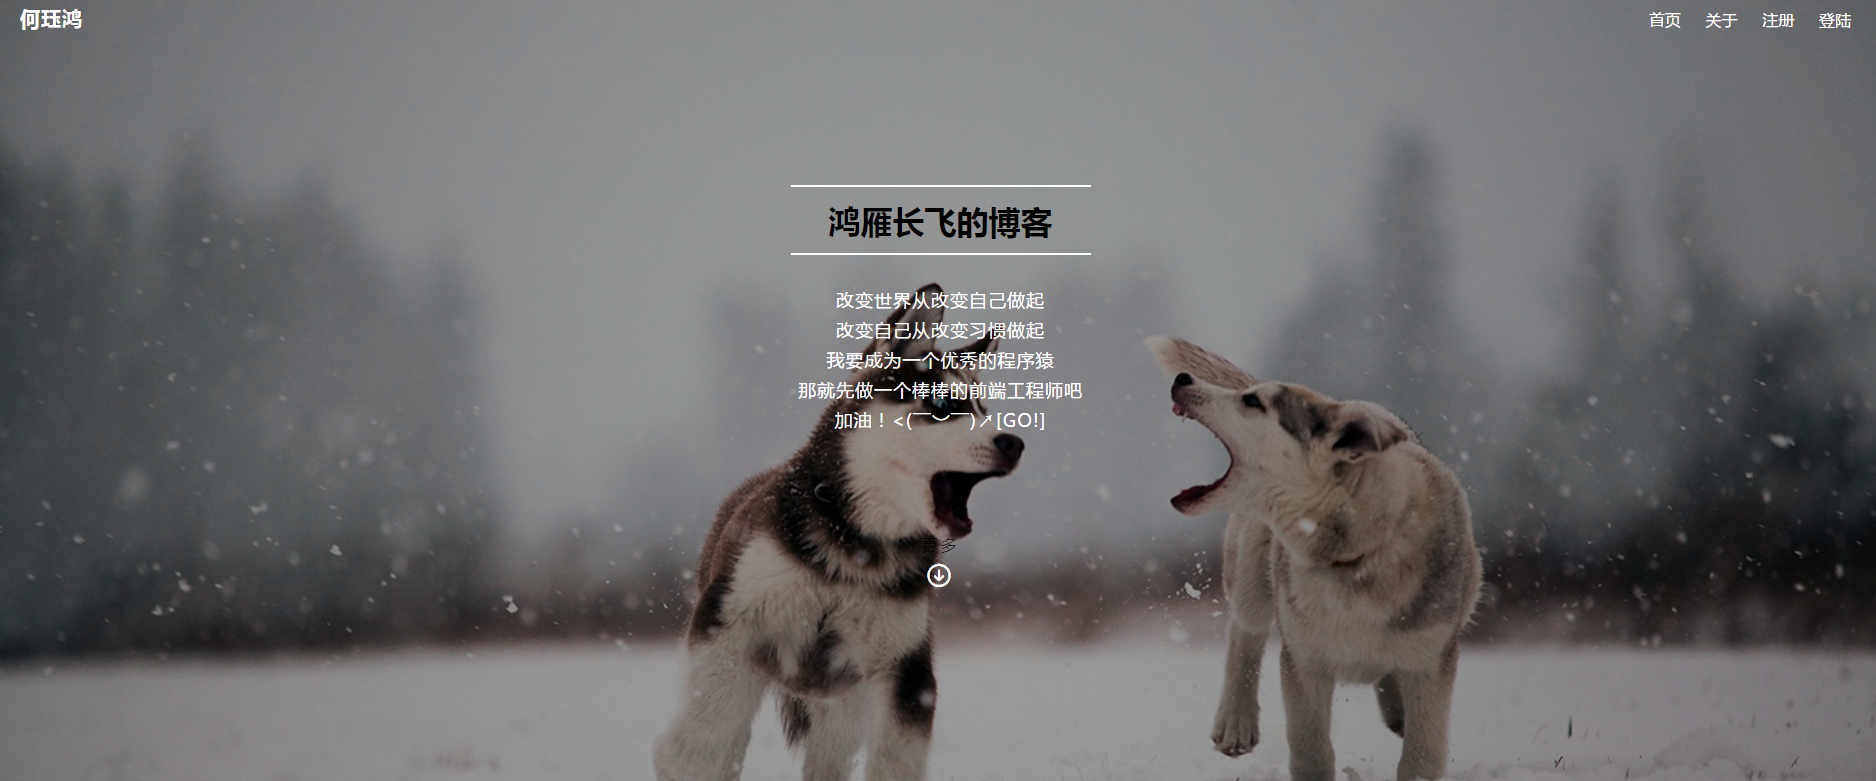 何珏鸿
首页 关于 注册 登陆
鸿雁长飞的博客
改变世界从改变自己做起
改变自己从改变习惯做起
我要成为一个优秀的程序猿
那就先做一个棒棒的前端工程师吧
加油！<(￣︶￣)↗[GO!]
更多